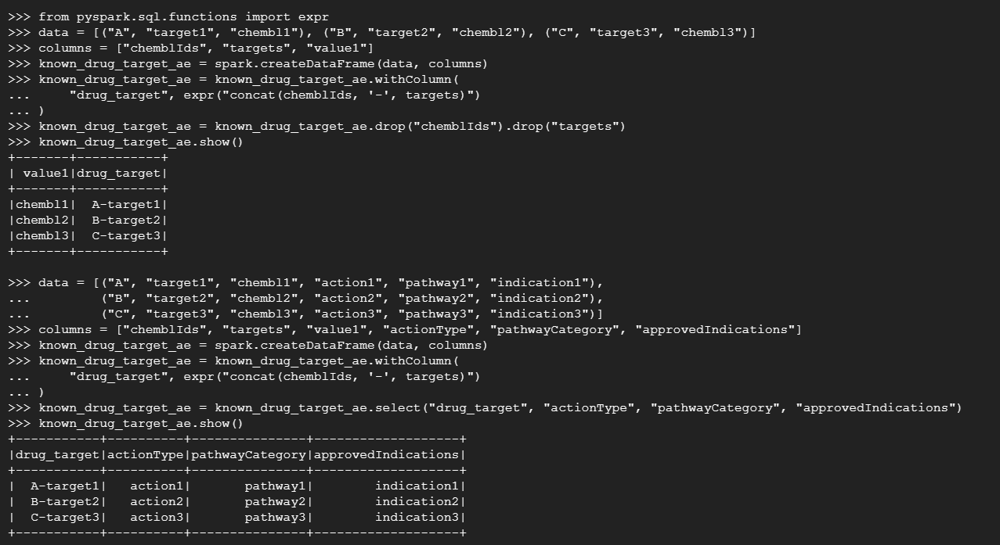 >>> from pyspark.sql.functions import expr
>>> data = [("A", "target1", "chembl1"), ("B", "target2", "chembl2"), ("C", "target3", "chembl3")]
>>> columns = ["chemblIds", "targets", "value1"]
>>> known_drug_target_ae = spark.createDataFrame(data, columns)
>>> known_drug_target_ae = known_drug_target_ae.withColumn(
...     "drug_target", expr("concat(chemblIds, '-', targets)")
... )
>>> known_drug_target_ae = known_drug_target_ae.drop("chemblIds").drop("targets")
>>> known_drug_target_ae.show()
+-------+-----------+
| value1|drug_target|
+-------+-----------+
|chembl1|  A-target1|
|chembl2|  B-target2|
|chembl3|  C-target3|
+-------+-----------+
>>> data = [("A", "target1", "chembl1", "action1", "pathway1", "indication1"),
...         ("B", "target2", "chembl2", "action2", "pathway2", "indication2"),
...         ("C", "target3", "chembl3", "action3", "pathway3", "indication3")]
>>> columns = ["chemblIds", "targets", "value1", "actionType", "pathwayCategory", "approvedIndications"]
>>> known_drug_target_ae = spark.createDataFrame(data, columns)
>>> known_drug_target_ae = known_drug_target_ae.withColumn(
...     "drug_target", expr("concat(chemblIds, '-', targets)")
... )
>>> known_drug_target_ae = known_drug_target_ae.select("drug_target", "actionType", "pathwayCategory", "approvedIndications")
>>> known_drug_target_ae.show()
+-----------+----------+---------------+-------------------+
|drug_target|actionType|pathwayCategory|approvedIndications|
+-----------+----------+---------------+-------------------+
|  A-target1|   action1|       pathway1|        indication1|
|  B-target2|   action2|       pathway2|        indication2|
|  C-target3|   action3|       pathway3|        indication3|
+-----------+----------+---------------+-------------------+